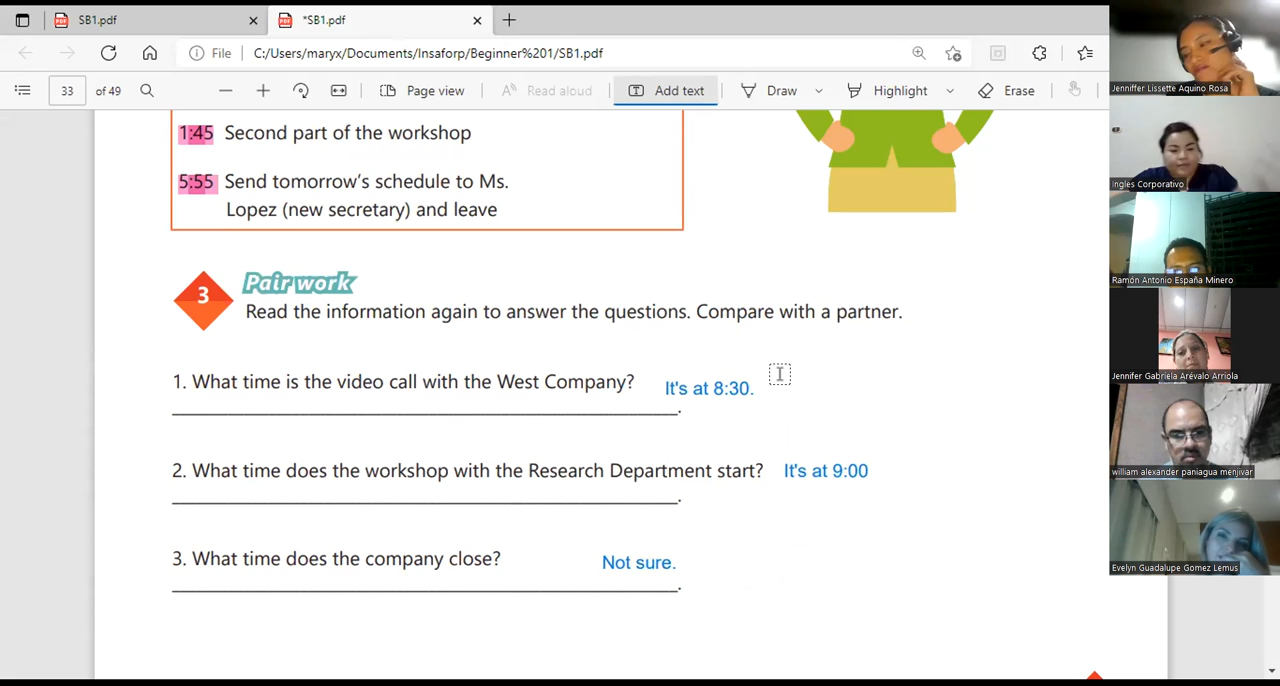 SB1.pdf
*SB1.pdf
File
C:/Users/maryx/Documents/Insaforp/Beginner%201/SB1.pdf
33
of 49
Page view
Read aloud
Add text
Draw
Highlight
Erase
1:45 Second part of the workshop
5:55 Send tomorrow's schedule to Ms.
Lopez (new secretary) and leave
3
Pair work
Read the information again to answer the questions. Compare with a partner.
1. What time is the video call with the West Company? It's at 8:30.
2. What time does the workshop with the Research Department start? It's at 9:00
3. What time does the company close? Not sure.
Jenniffer Lissette Aquino Rosa
Ingles Corporativo
Ramón Antonio España Minero
Jennifer Gabriela Arévalo Arriola
william alexander paniagua menjivar
Evelyn Guadalupe Gomez Lemus